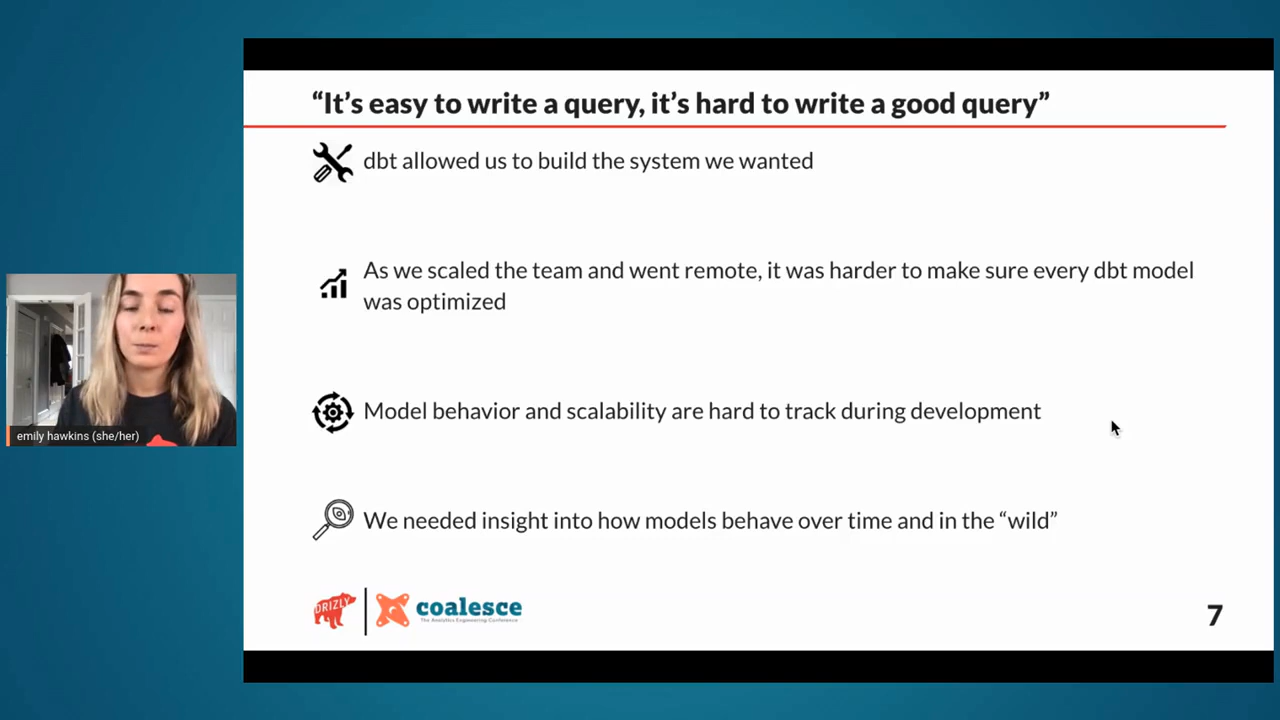 “It’s easy to write a query, it’s hard to write a good query”
dbt allowed us to build the system we wanted
As we scaled the team and went remote, it was harder to make sure every dbt model
was optimized
Model behavior and scalability are hard to track during development
We needed insight into how models behave over time and in the “wild”
emily hawkins (she/her)
DRIZLY
coalesce
The Analytics Engineering Conference
7